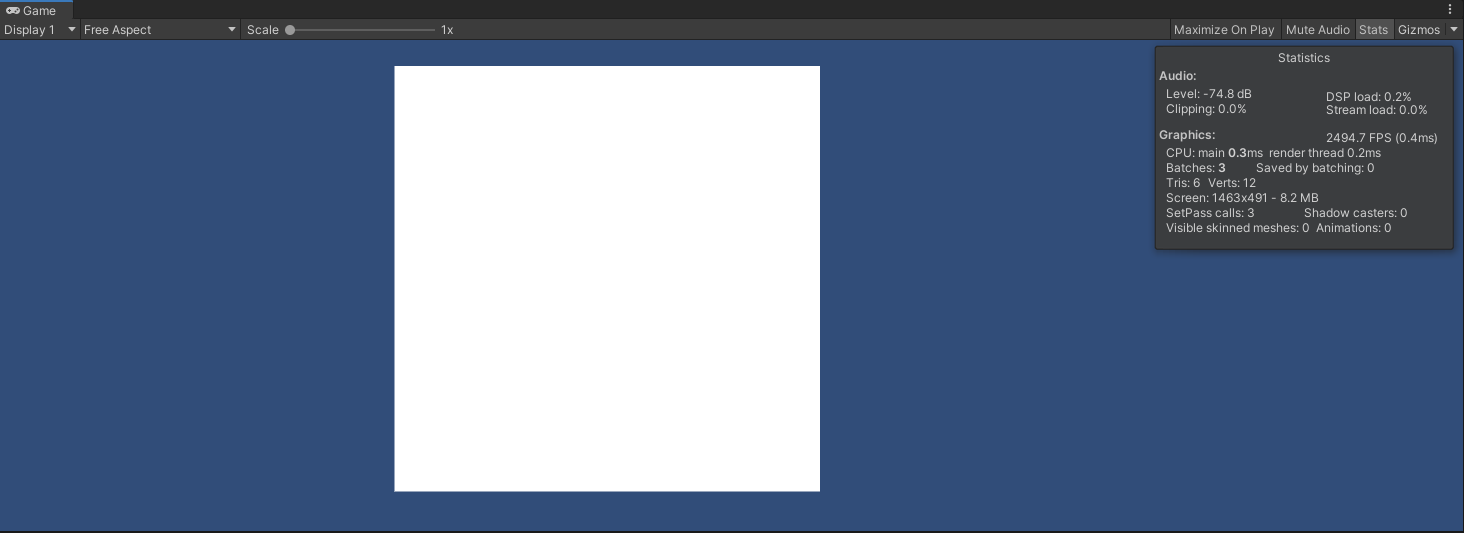 Game
Display 1 Free Aspect Scale 1x Maximize On Play Mute Audio Stats Gizmos
Statistics
Audio:
Level: -74.8 dB DSP load: 0.2%
Clipping: 0.0% Stream load: 0.0%
Graphics: 2494.7 FPS (0.4ms)
CPU: main 0.3ms render thread 0.2ms
Batches: 3 Saved by batching: 0
Tris: 6 Verts: 12
Screen: 1463x491 - 8.2 MB
SetPass calls: 3 Shadow casters: 0
Visible skinned meshes: 0 Animations: 0